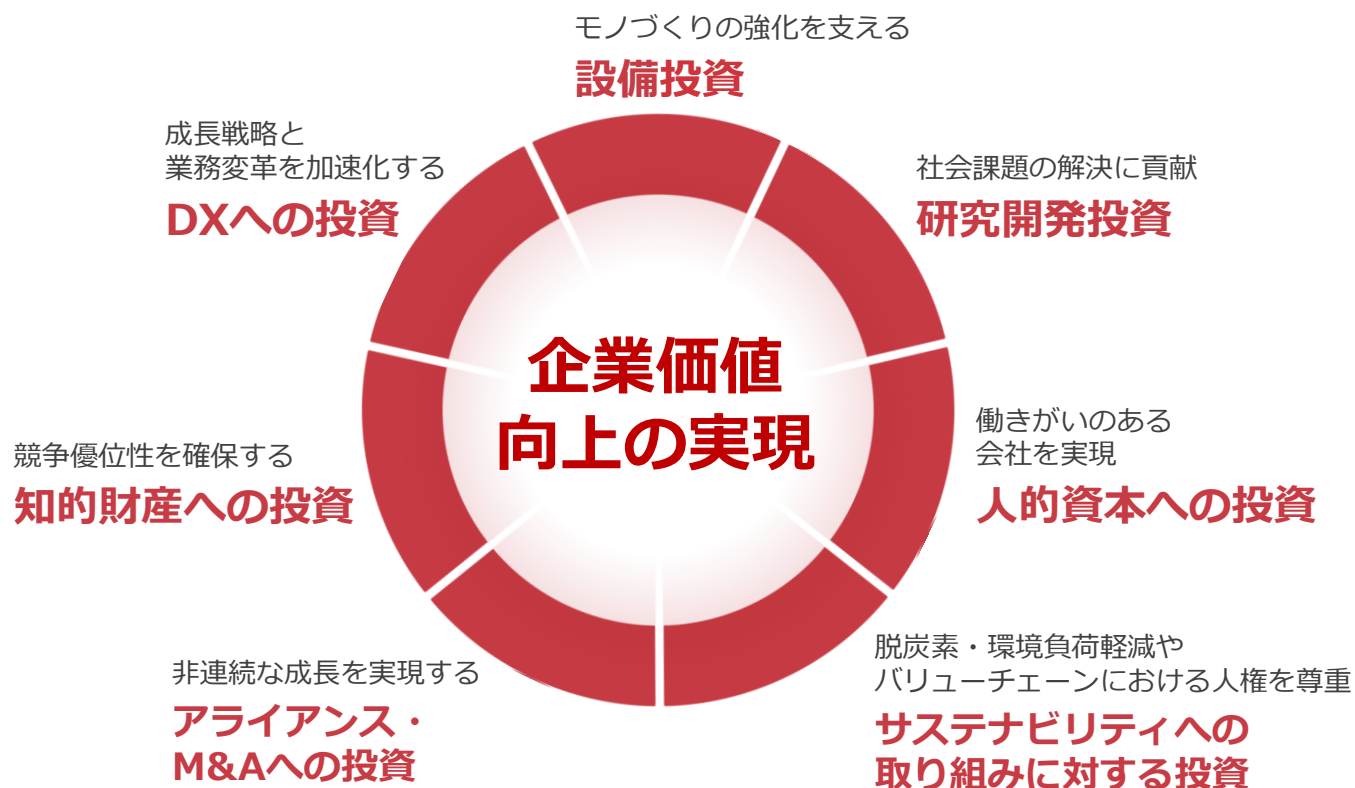 モノづくりの強化を支える
設備投資
社会課題の解決に貢献
研究開発投資
働きがいのある
会社を実現
人的資本への投資
脱炭素・環境負荷軽減や
バリューチェーンにおける人権を尊重
サステナビリティへの
取り組みに対する投資
非連続な成長を実現する
アライアンス・
M&Aへの投資
競争優位性を確保する
知的財産への投資
成長戦略と
業務変革を加速化する
DXへの投資
企業価値
向上の実現